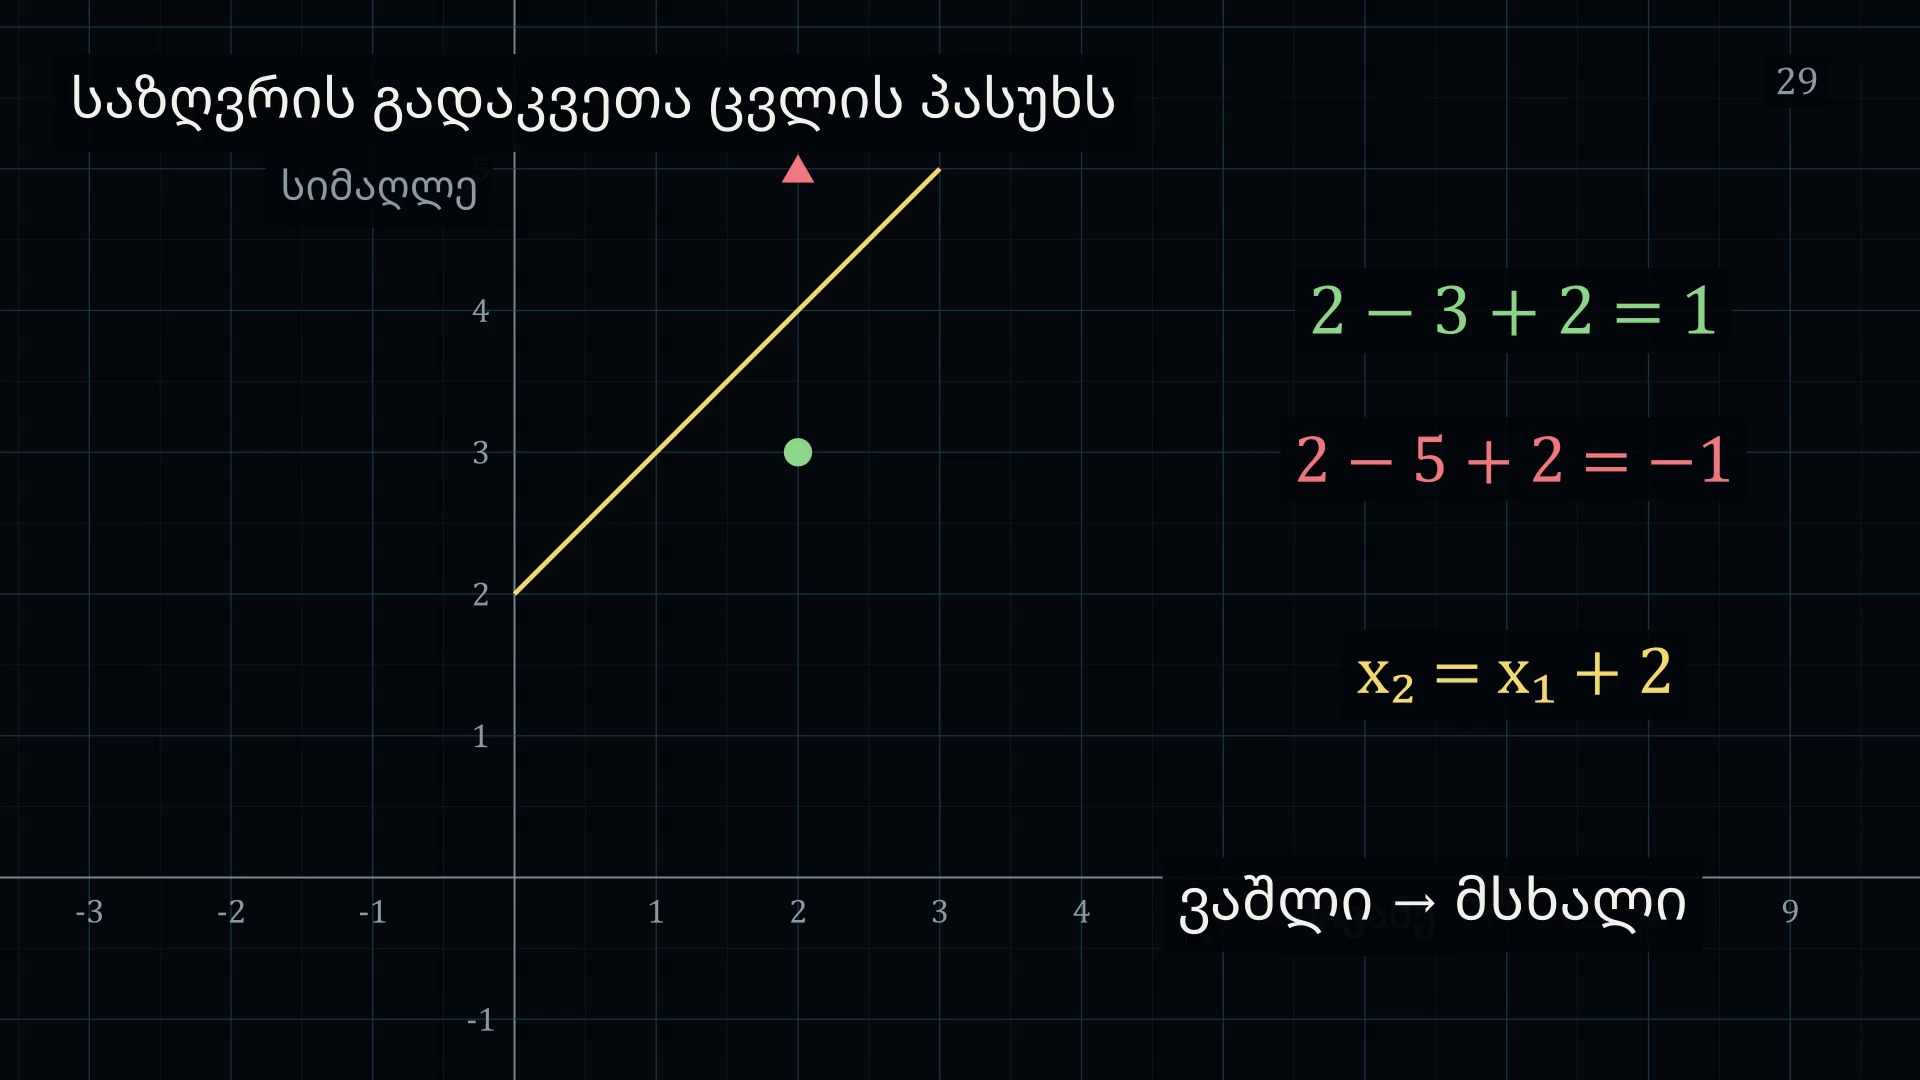 საზღვრის გადაკვეთა ცვლის პასუხს
29
სიმაღლე
5
2 − 3 + 2 = 1
4
2 − 5 + 2 = −1
3
2
x₂ = x₁ + 2
1
ვაშლი → მსხალი
-3 -2 -1 1 2 3 4 9
-1